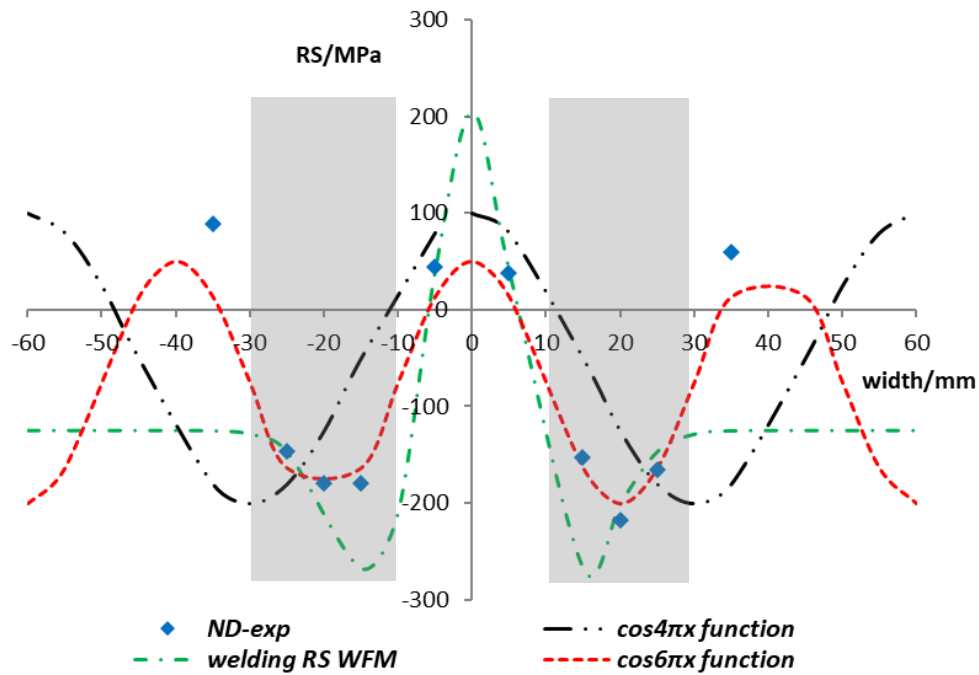 300
RS/MPa
200
100
0
-60 -50 -40 -30 -20 -10 0 10 20 30 40 50 60
width/mm
-100
-200
-300
ND-exp cos4πx function
welding RS WFM cos6πx function